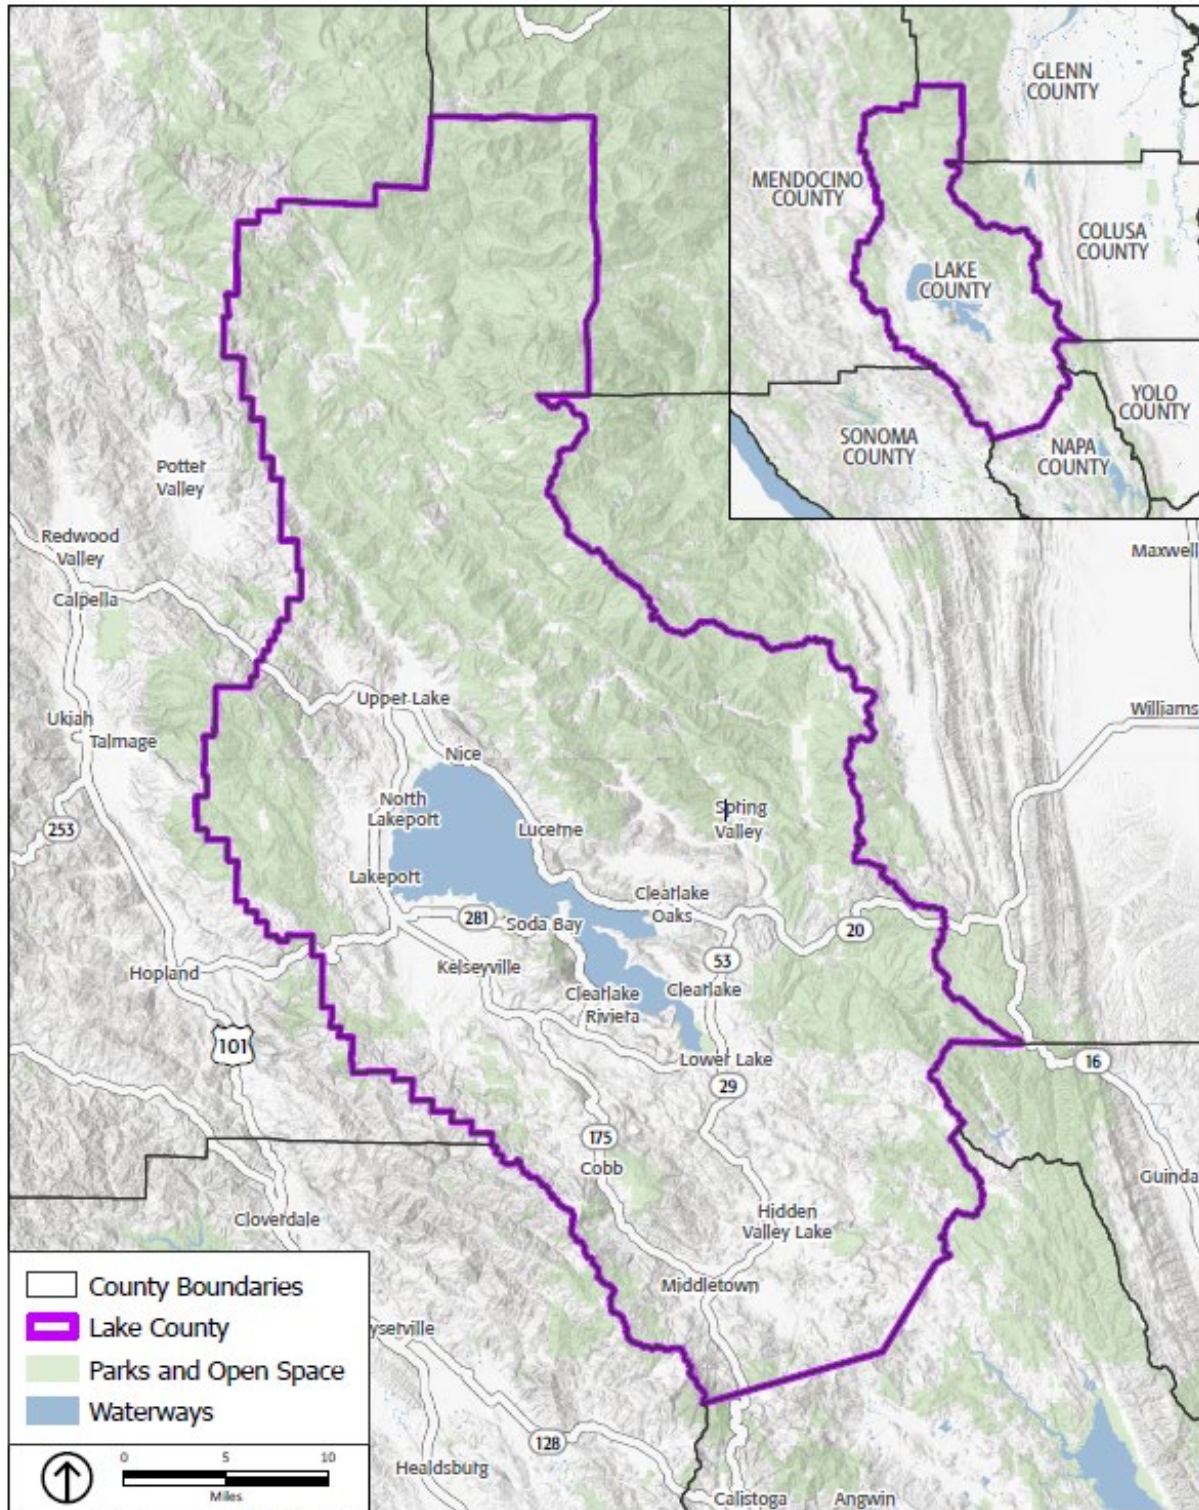 GLENN
COUNTY
MENDOCINO
COUNTY
COLUSA
COUNTY
LAKE
COUNTY
YOLO
COUNTY
SONOMA
COUNTY
NAPA
COUNTY
Potter
Valley
Redwood
Valley
Maxwell
Calpella
Upper Lake
Williams
Ukiah
Talmage
Nice
North
Lakeport
Spring
Valley
253
Lucerne
Lakeport
Clearlake
Oaks
281
Soda Bay
20
Hopland
Kelseyville
53
Clearlake
Riviera
Clearlake
101
Lower Lake
16
29
175
Cobb
Guinda
Cloverdale
Hidden
Valley Lake
Middletown
County Boundaries
Lake County
yserville
Parks and Open Space
Waterways
128
0 5 10
Miles
Healdsburg
Calistoga
Angwin